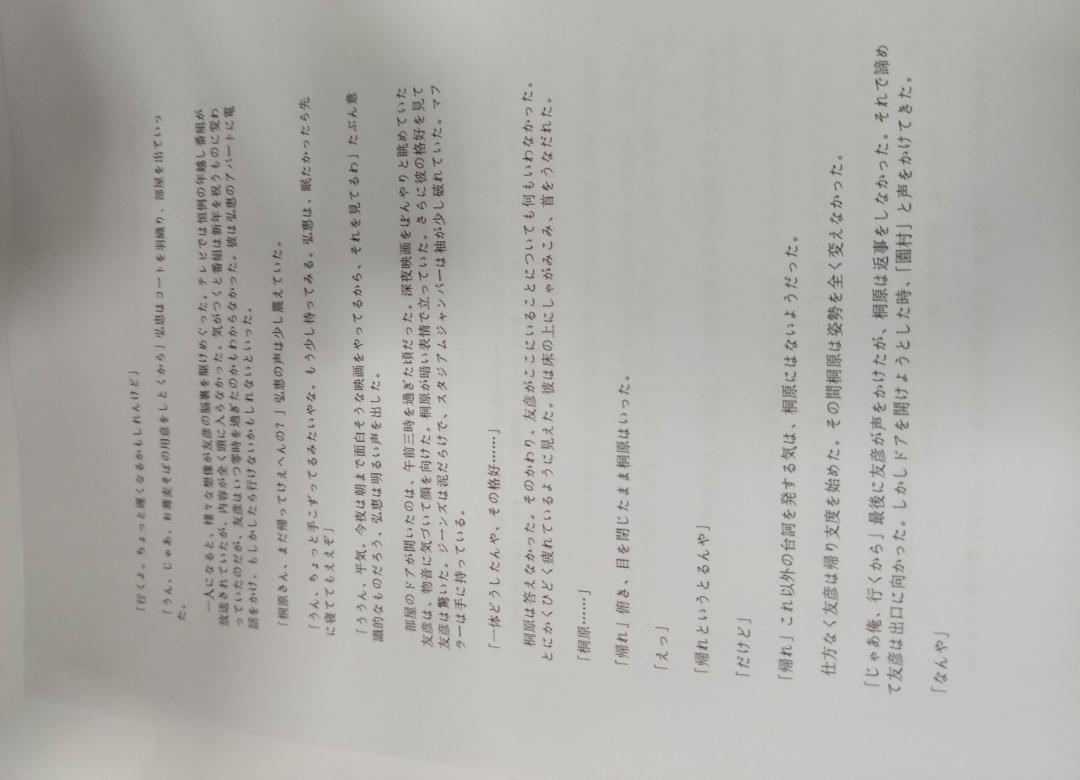 「行くよ。ちょっと遅くなるかもしれんけど」
「うん。じゃあ、お蕎麦そばの用意をしとくから」弘恵はコートを羽織り、部屋を出ていっ
た。
一人になると、様々な想像が友彦の脳裏を駆けめぐった。テレビでは恒例の年越し番組が
放送されていたが、内容が全く頭に入らなかった。気がつくと番組は新年を祝うものに変わ
っていたのだが、友彦はいつ零時を過ぎたのかもわからなかった。彼は弘恵のアパートに電
話をかけ、もしかしたら行けないかもしれないといった。
「桐原さん、まだ帰ってけえへんの?」弘恵の声は少し震えていた。
「うん、ちょっと手こずってるみたいやな。もう少し待ってみる。弘恵は、眠たかったら先
に寝ててもええぞ」
「ううん、平気。今夜は朝まで面白そうな映画をやってるから、それを見てるわ」たぶん意
識的なものだろう、弘恵は明るい声を出した。
部屋のドアが開いたのは、午前三時を過ぎた頃だった。深夜映画をぼんやりと眺めていた
友彦は、物音に気づいて顔を向けた。桐原が暗い表情で立っていた。さらに彼の格好を見て
友彦は驚いた。ジーンズは泥だらけで、スタジアムジャンパーは袖が少し破れていた。マフ
ラーは手に持っている。
「一体どうしたんや、その格好……」
桐原は答えなかった。そのかわり、友彦がここにいることについても何もいわなかった。
とにかくひどく疲れているように見えた。彼は床の上にしゃがみこみ、首をうなだれた。
「桐原……」
「帰れ」俯き、目を閉じたまま桐原はいった。
「えっ」
「帰れというとるんや」
「だけど」
「帰れ」これ以外の台詞を発する気は、桐原にはないようだった。
仕方なく友彦は帰り支度を始めた。その間桐原は姿勢を全く変えなかった。
「じゃあ俺、行くから」最後に友彦が声をかけたが、桐原は返事をしなかった。それで諦め
て友彦は出口に向かった。しかしドアを開けようとした時、「園村」と声をかけてきた。
「なんや」